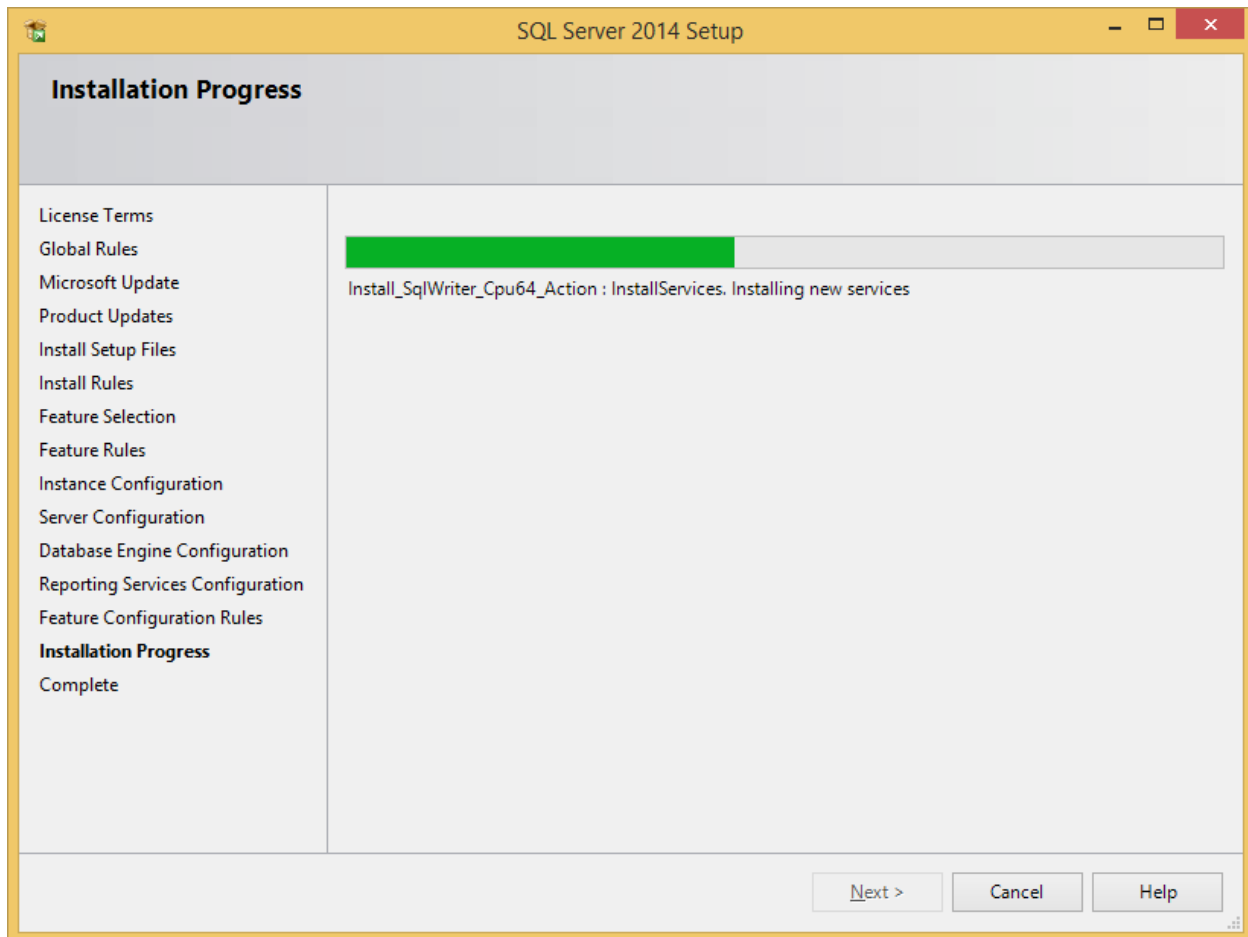 SQL Server 2014 Setup
Installation Progress
License Terms
Global Rules
Microsoft Update
Product Updates
Install Setup Files
Install Rules
Feature Selection
Feature Rules
Instance Configuration
Server Configuration
Database Engine Configuration
Reporting Services Configuration
Feature Configuration Rules
Installation Progress
Complete
Install_SqlWriter_Cpu64_Action : InstallServices. Installing new services
Next >
Cancel
Help